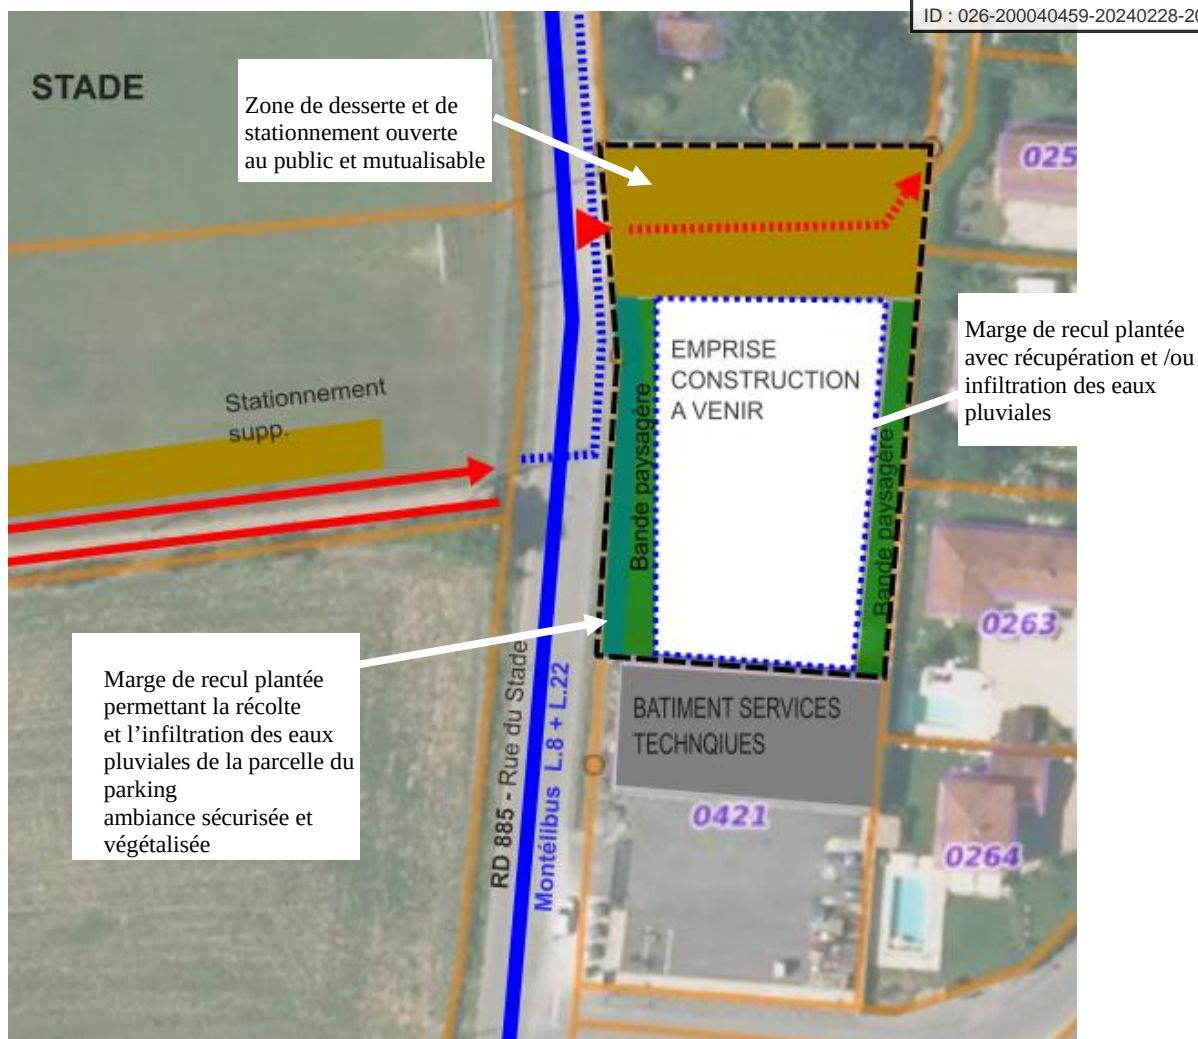 ID : 026-200040459-20240228-20
STADE
Zone de desserte et de
stationnement ouverte
au public et mutualisable
025
Marge de recul plantée
avec récupération et /ou
infiltration des eaux
pluviales
EMPRISE
CONSTRUCTION
A VENIR
Stationnement
supp.
Bande paysagère
Bande paysagère
0263
Marge de recul plantée
permettant la récolte
et l’infiltration des eaux
pluviales de la parcelle du
parking
ambiance sécurisée et
végétalisée
RD 885 - Rue du Stade
Montélibus L.8 + L.22
BATIMENT SERVICES
TECHNQIUES
0421
0264